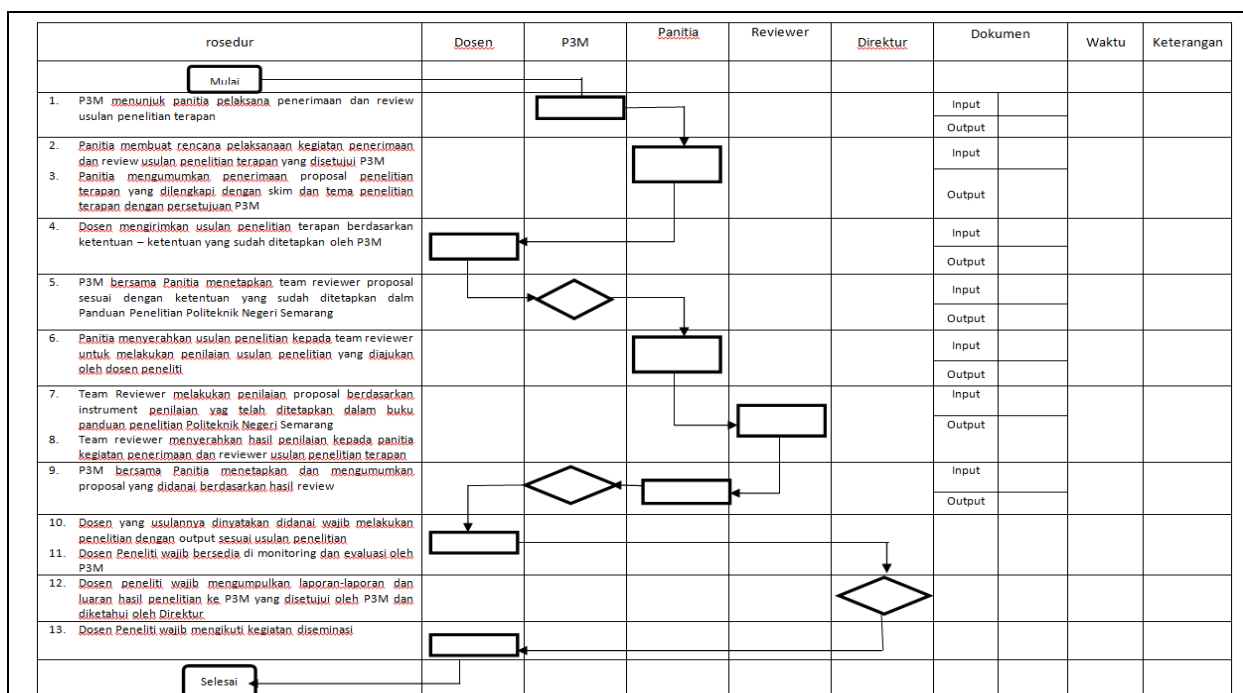 rosedur Dosen P3M Panitia Reviewer Direktur Dokumen Waktu Keterangan
Mulai
1. P3M menunjuk panitia pelaksana penerimaan dan review
usulan penelitian terapan
Input
Output
2. Panitia membuat rencana pelaksanaan kegiatan penerimaan
dan review usulan penelitian terapan yang disetujui P3M
3. Panitia mengumumkan penerimaan proposal penelitian
terapan yang dilengkapi dengan skim dan tema penelitian
terapan dengan persetujuan P3M
Input
Output
4. Dosen mengirimkan usulan penelitian terapan berdasarkan
ketentuan – ketentuan yang sudah ditetapkan oleh P3M
Input
Output
5. P3M bersama Panitia menetapkan team reviewer proposal
sesuai dengan ketentuan yang sudah ditetapkan dalm
Panduan Penelitian Politeknik Negeri Semarang
Input
Output
6. Panitia menyerahkan usulan penelitian kepada team reviewer
untuk melakukan penilaian usulan penelitian yang diajukan
oleh dosen peneliti
Input
Output
7. Team Reviewer melakukan penilaian proposal berdasarkan
instrument penilaian yag telah ditetapkan dalam buku
panduan penelitian Politeknik Negeri Semarang
8. Team reviewer menyerahkan hasil penilaian kepada panitia
kegiatan penerimaan dan reviewer usulan penelitian terapan
Input
Output
9. P3M bersama Panitia menetapkan dan mengumumkan
proposal yang didanai berdasarkan hasil review
Input
Output
10. Dosen yang usulannya dinyatakan didanai wajib melakukan
penelitian dengan output sesuai usulan penelitian
11. Dosen Peneliti wajib bersedia di monitoring dan evaluasi oleh
P3M
12. Dosen peneliti wajib mengumpulkan laporan-laporan dan
luaran hasil penelitian ke P3M yang disetujui oleh P3M dan
diketahui oleh Direktur.
13. Dosen Peneliti wajib mengikuti kegiatan diseminasi
Selesai